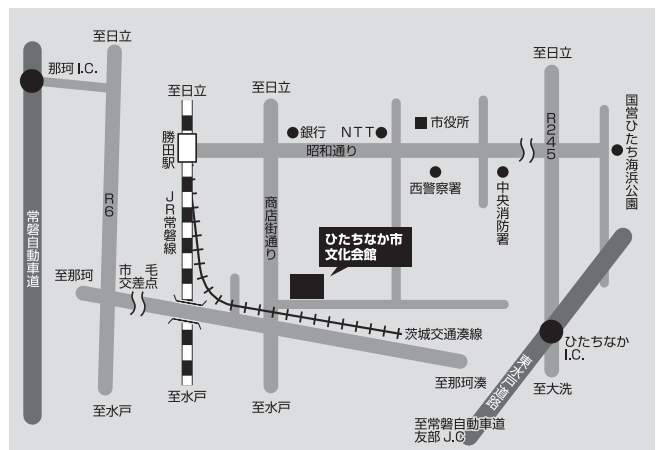 至日立
那珂 I.C.
至日立
至日立
至日立
銀行
NTT
市役所
昭和通り
勝田駅
R245
国営ひたち海浜公園
西警察署
中央消防署
R6
JR常磐線
商店街通り
常磐自動車道
ひたちなか市
文化会館
至那珂
市 毛
交差点
茨城交通湊線
ひたちなか
I.C.
至那珂湊
東水戸道路
至大洗
至水戸
至水戸
至水戸
至常磐自動車道
友部 J.C